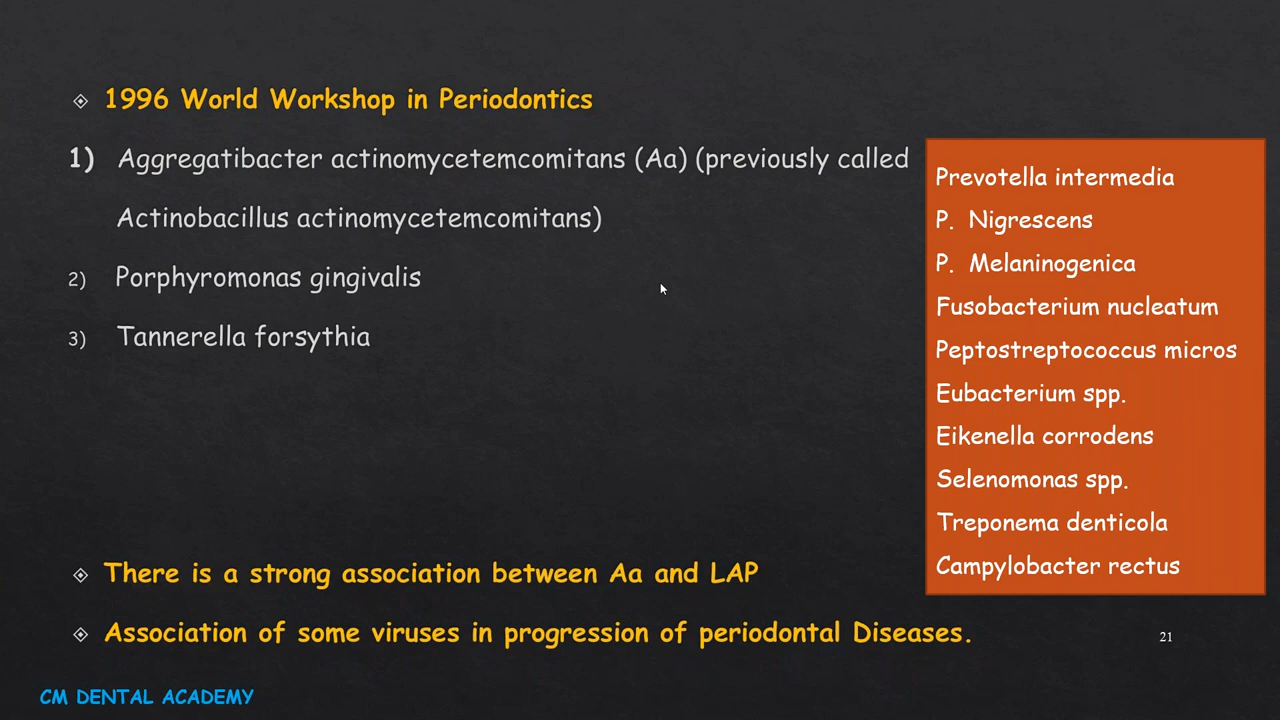 1996 World Workshop in Periodontics
1) Aggregatibacter actinomycetemcomitans (Aa) (previously called
Actinobacillus actinomycetemcomitans)
2) Porphyromonas gingivalis
3) Tannerella forsythia
Prevotella intermedia
P. Nigrescens
P. Melaninogenica
Fusobacterium nucleatum
Peptostreptococcus micros
Eubacterium spp.
Eikenella corrodens
Selenomonas spp.
Treponema denticola
Campylobacter rectus
There is a strong association between Aa and LAP
Association of some viruses in progression of periodontal Diseases.
21
CM DENTAL ACADEMY